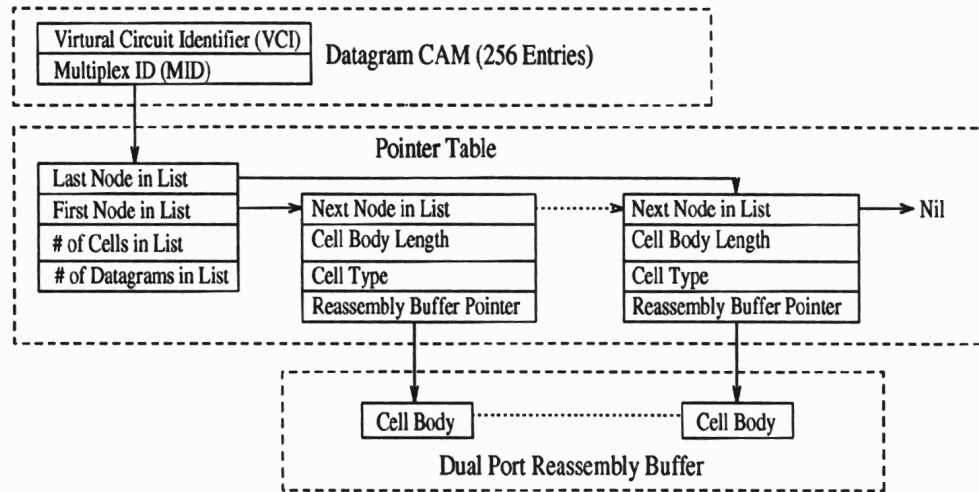 Virtural Circuit Identifier (VCI)
Multiplex ID (MID)
Datagram CAM (256 Entries)
Pointer Table
Last Node in List
First Node in List
# of Cells in List
# of Datagrams in List
Next Node in List
Cell Body Length
Cell Type
Reassembly Buffer Pointer
Next Node in List
Cell Body Length
Cell Type
Reassembly Buffer Pointer
Nil
Cell Body
Cell Body
Dual Port Reassembly Buffer